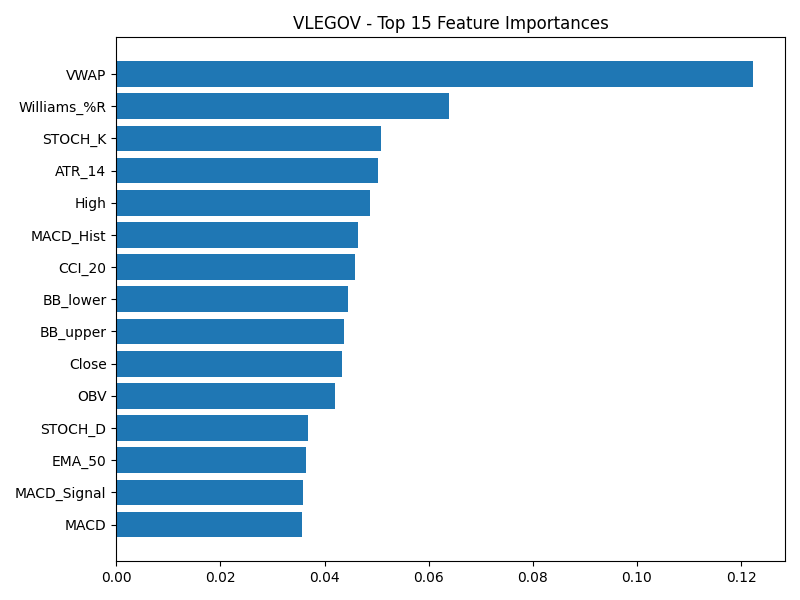 VLEGOV - Top 15 Feature Importances
VWAP
Williams_%R
STOCH_K
ATR_14
High
MACD_Hist
CCI_20
BB_lower
BB_upper
Close
OBV
STOCH_D
EMA_50
MACD_Signal
MACD
0.00 0.02 0.04 0.06 0.08 0.10 0.12